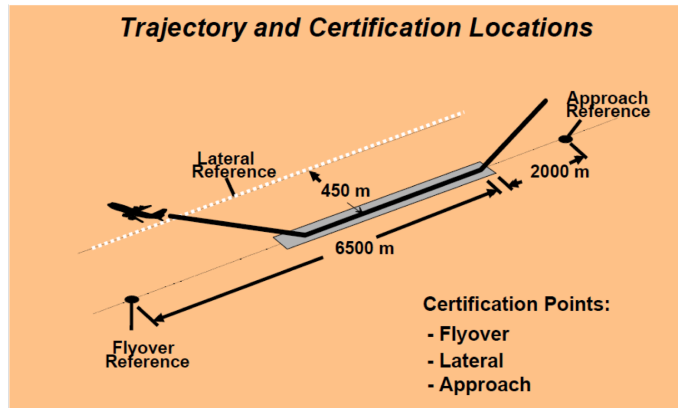 Trajectory and Certification Locations
Approach
Reference
Lateral
Reference
2000 m
450 m
6500 m
Flyover
Reference
Certification Points:
- Flyover
- Lateral
- Approach